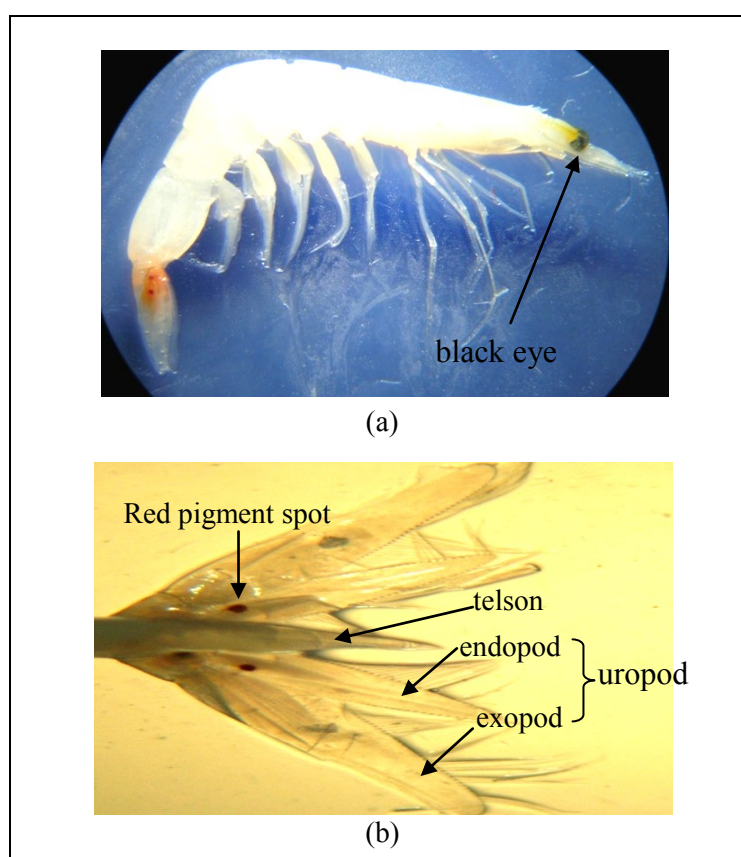 black eye
(a)
Red pigment spot
telson
endopod
uropod
exopod
(b)